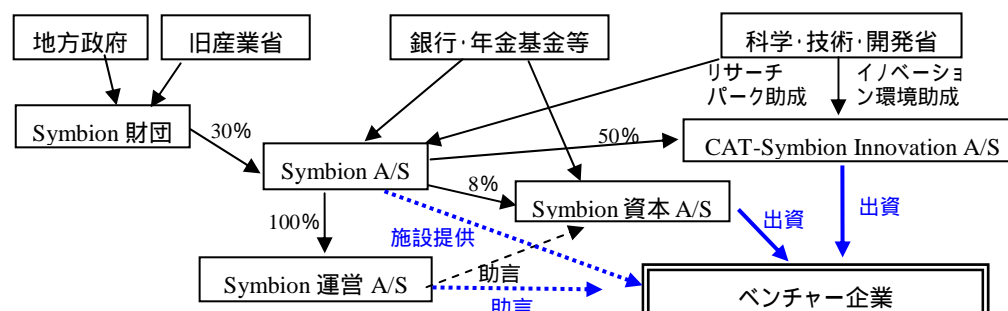 地方政府
旧産業省
銀行・年金基金等
科学・技術・開発省
リサーチ
パーク助成
イノベーショ
ン環境助成
Symbion 財団
30%
50%
CAT-Symbion Innovation A/S
Symbion A/S
8%
Symbion 資本 A/S
出資
出資
100%
施設提供
Symbion 運営 A/S
助言
助言
ベンチャー企業